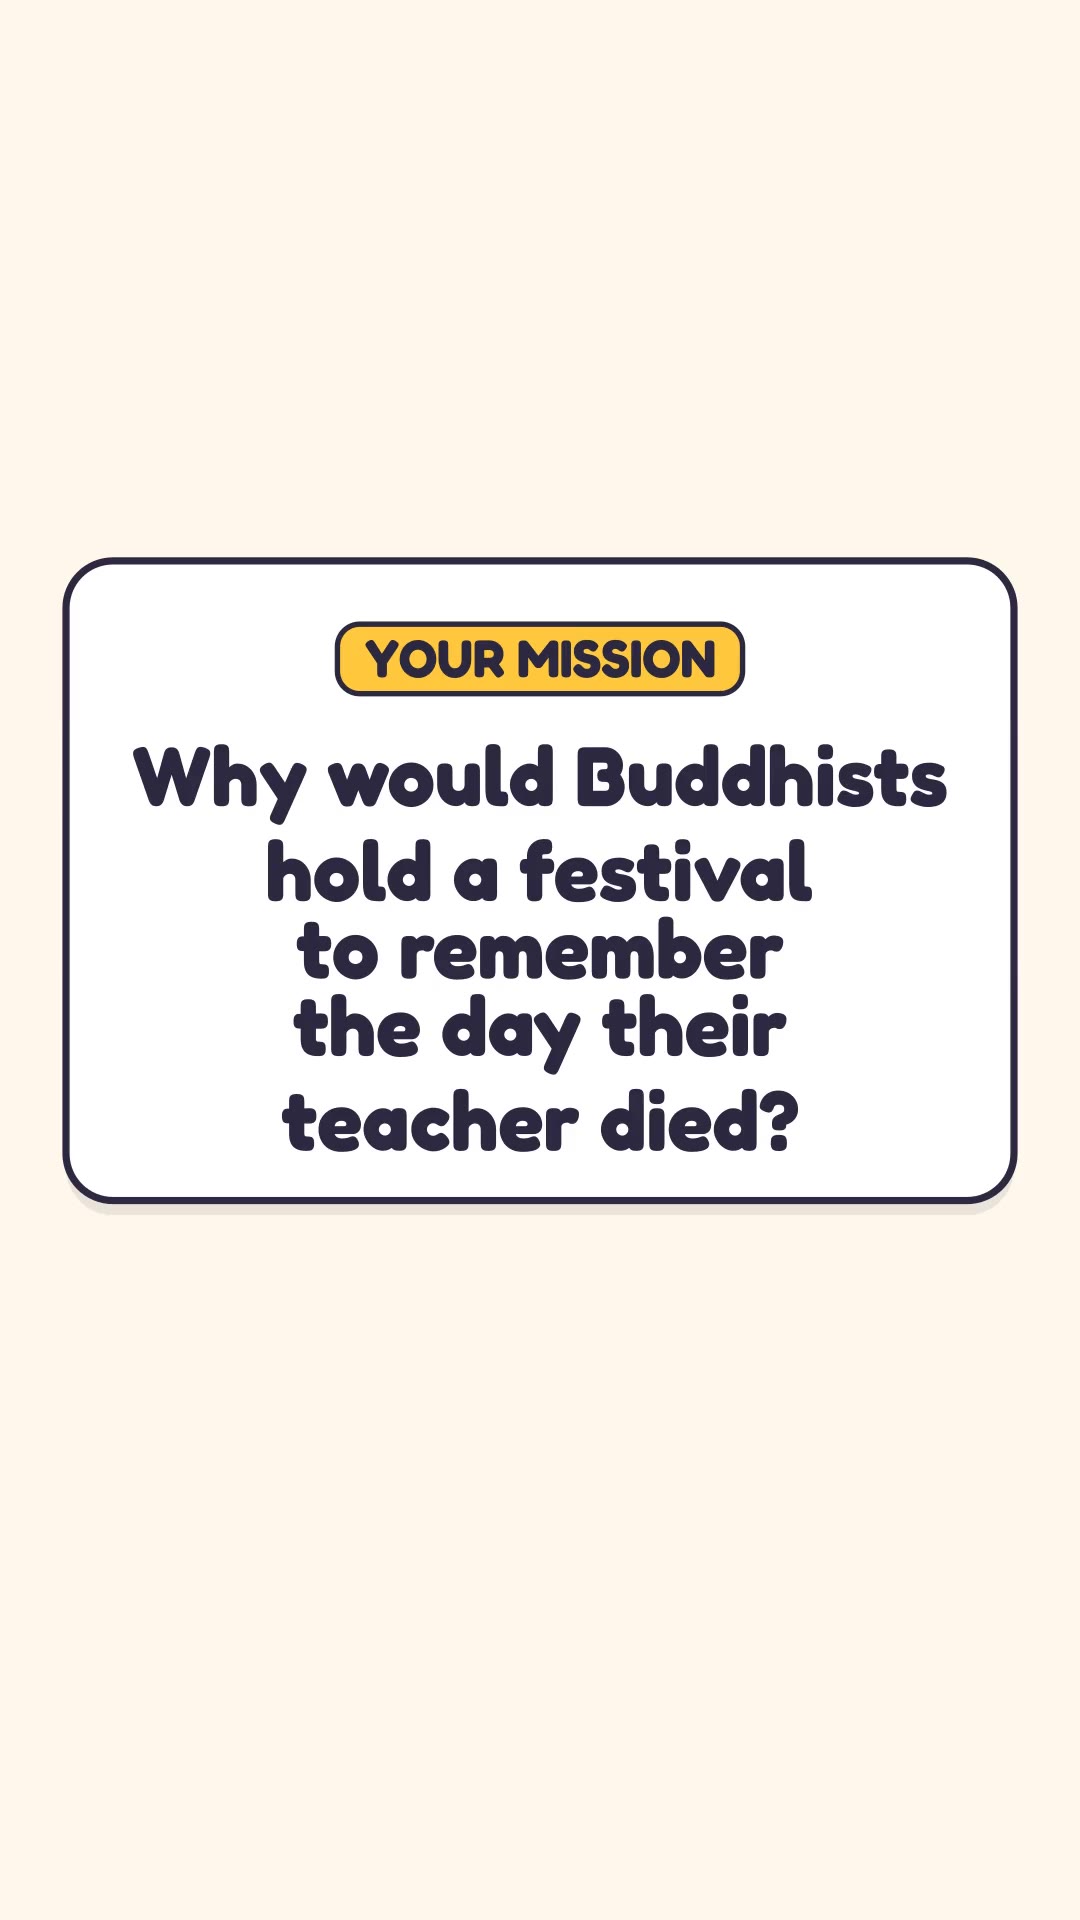 YOUR MISSION
Why would Buddhists
hold a festival
to remember
the day their
teacher died?